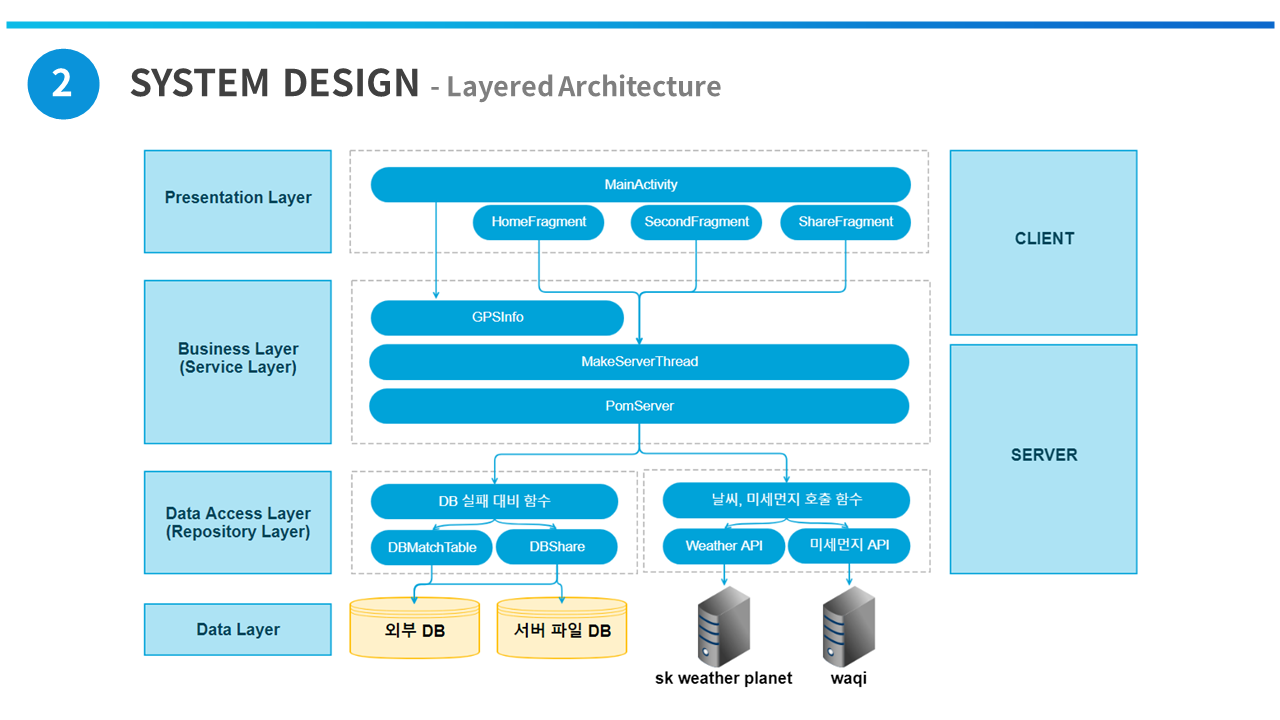 2
SYSTEM DESIGN - Layered Architecture
Presentation Layer
MainActivity
HomeFragment
SecondFragment
ShareFragment
CLIENT
Business Layer
(Service Layer)
GPSInfo
MakeServerThread
PomServer
SERVER
Data Access Layer
(Repository Layer)
DB 실패 대비 함수
날씨, 미세먼지 호출 함수
DBMatchTable
DBShare
Weather API
미세먼지 API
Data Layer
외부 DB
서버 파일 DB
sk weather planet
waqi